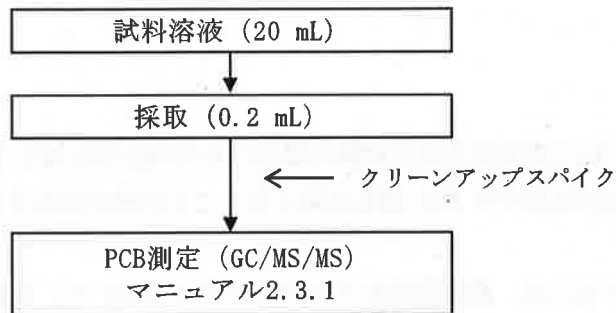 試料溶液 (20 mL)
採取 (0.2 mL)
クリーンアップスパイク
PCB測定 (GC/MS/MS)
マニュアル2.3.1